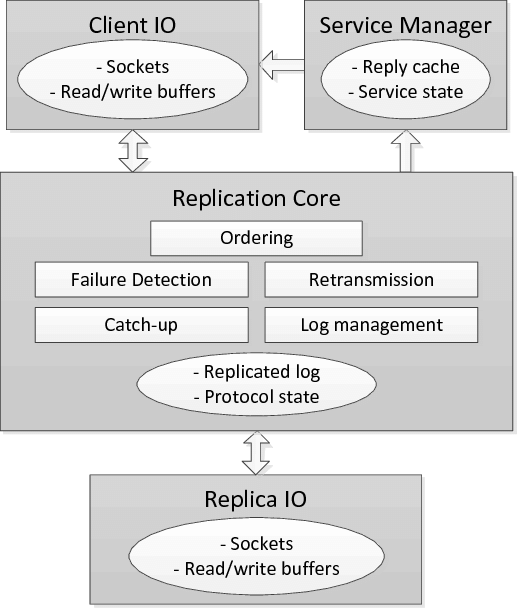 Client IO
- Sockets
- Read/write buffers
Service Manager
- Reply cache
- Service state
Replication Core
Ordering
Failure Detection
Retransmission
Catch-up
Log management
- Replicated log
- Protocol state
Replica IO
- Sockets
- Read/write buffers